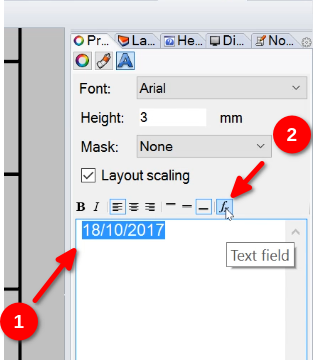 Pr... La... He... Di... No...
Font: Arial
Height: 3 mm
Mask: None
Layout scaling
B I fx
18/10/2017
Text field
1
2